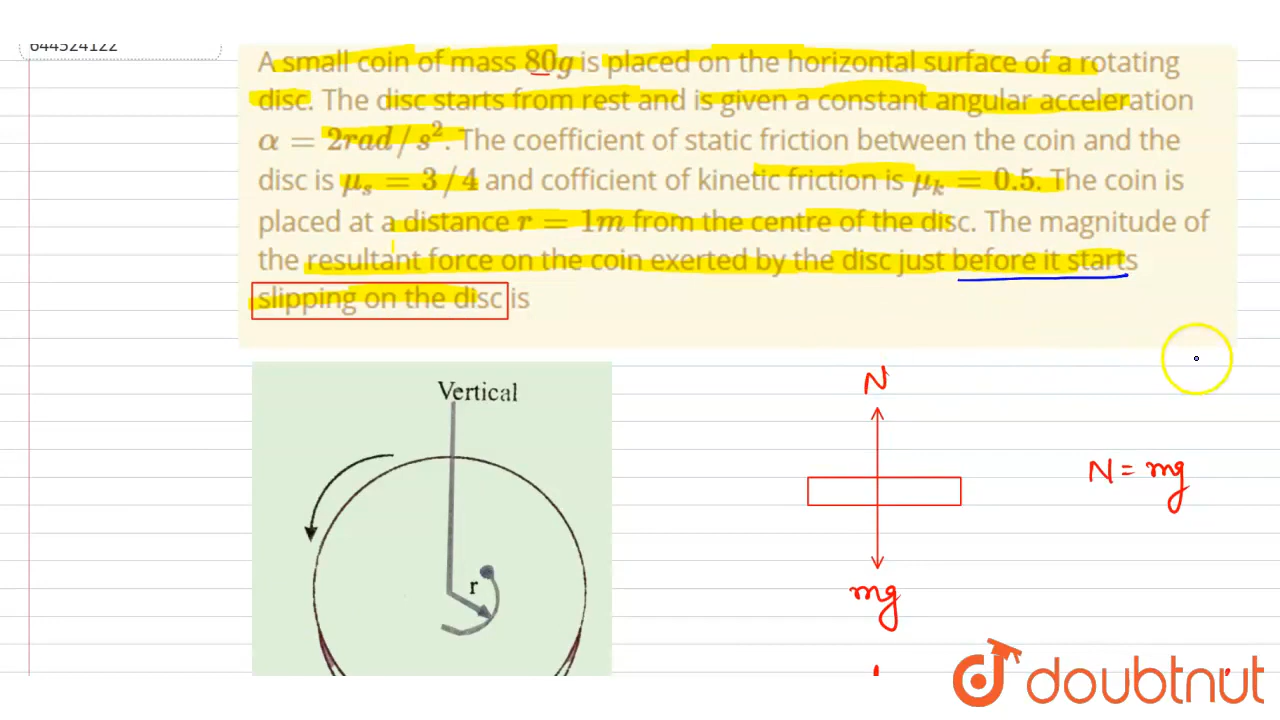 644524122
A small coin of mass 80g is placed on the horizontal surface of a rotating
disc. The disc starts from rest and is given a constant angular acceleration
α = 2rad/s². The coefficient of static friction between the coin and the
disc is μₛ = 3/4 and cofficient of kinetic friction is μₖ = 0.5. The coin is
placed at a distance r = 1m from the centre of the disc. The magnitude of
the resultant force on the coin exerted by the disc just before it starts
slipping on the disc is
Vertical
r
N
N = mg
mg
doubtnut